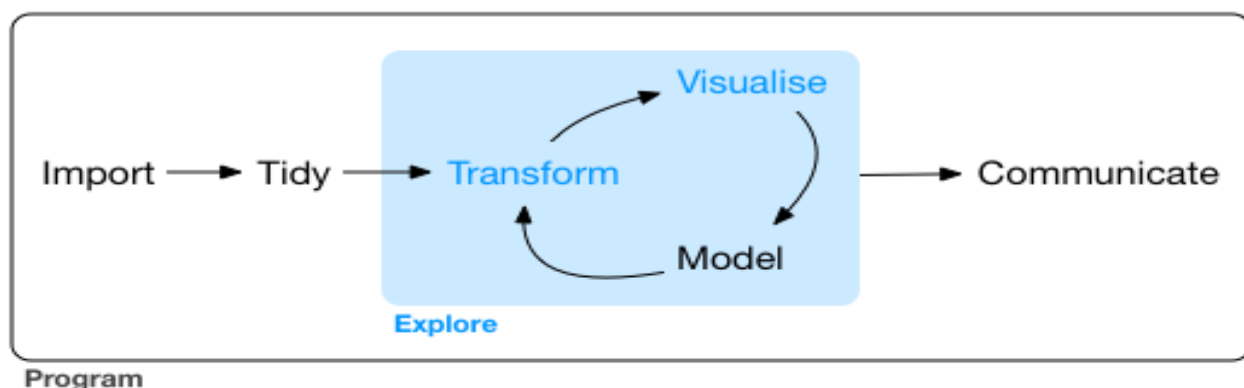 Visualise
Import Tidy Transform Communicate
Model
Explore
Program